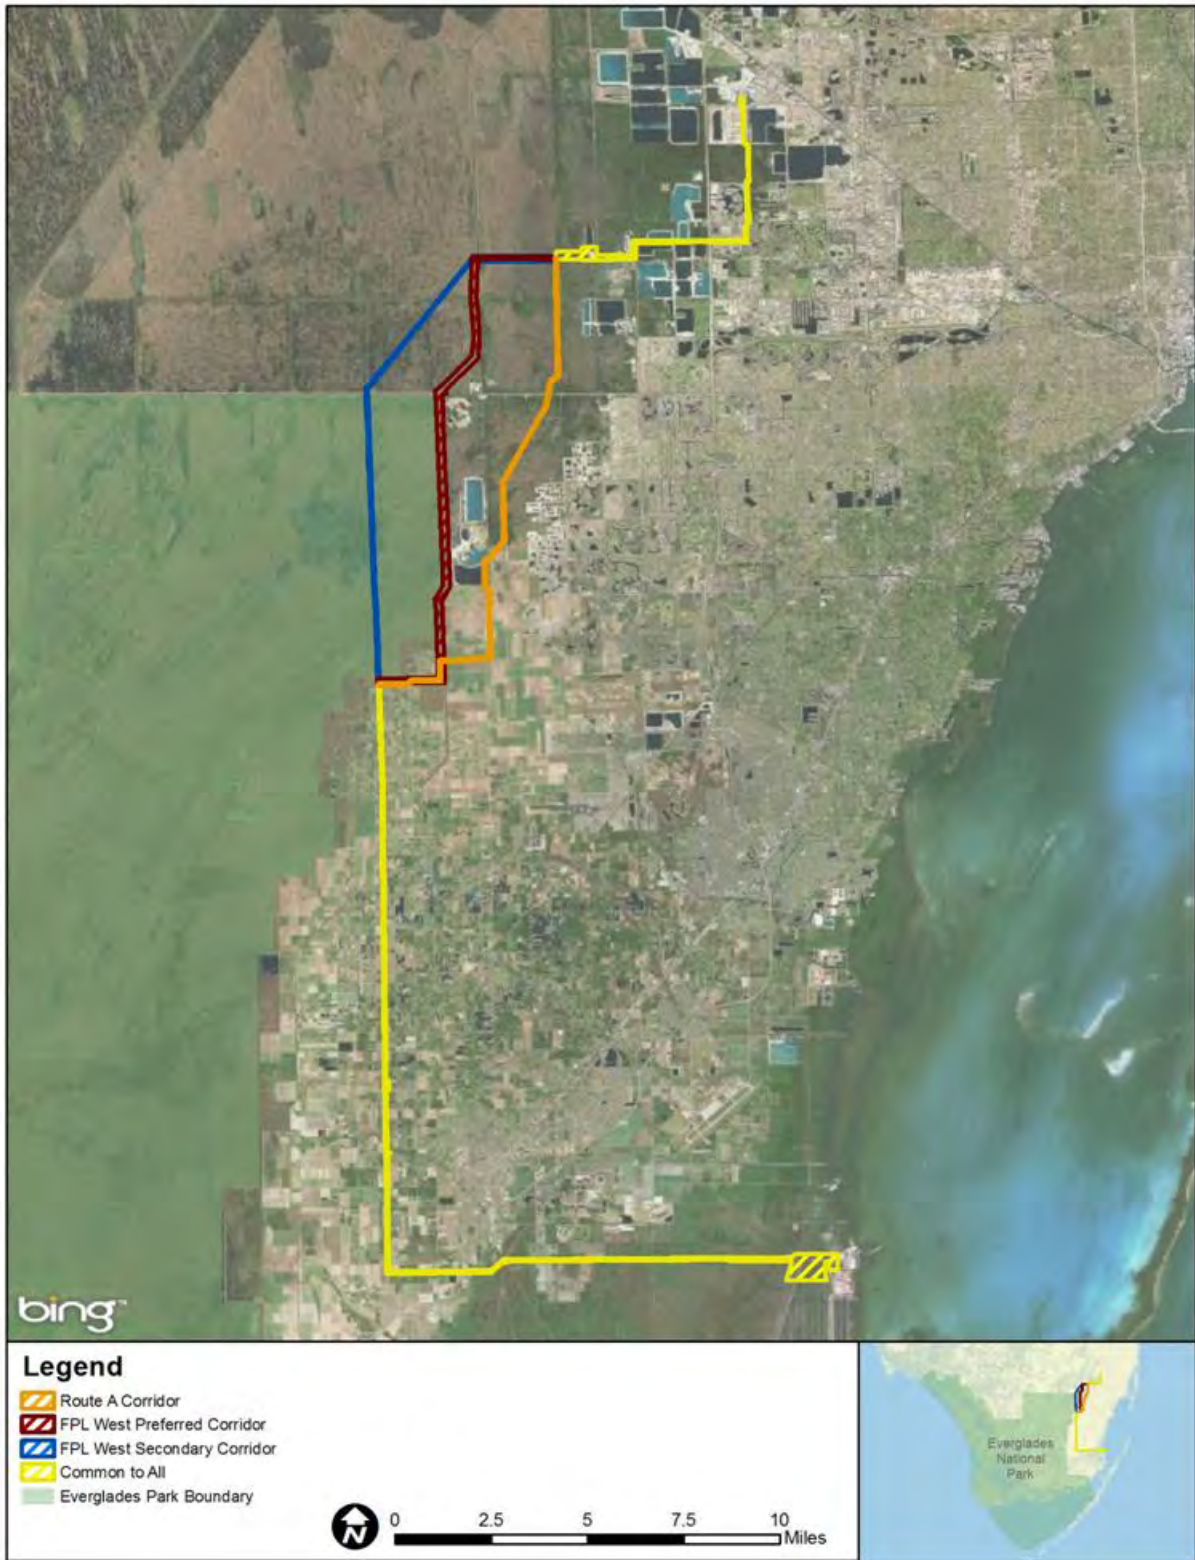 bing™
Legend
Route A Corridor
FPL West Preferred Corridor
FPL West Secondary Corridor
Common to All
Everglades Park Boundary
N
0 2.5 5 7.5 10
Miles
Everglades
National
Park